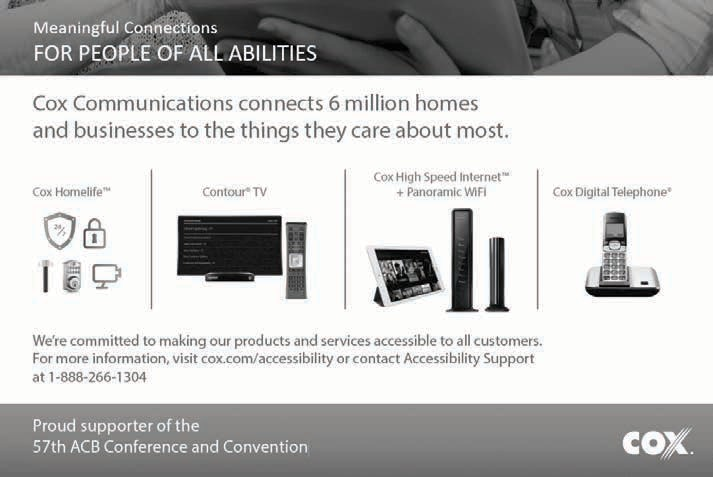 Meaningful Connections
FOR PEOPLE OF ALL ABILITIES
Cox Communications connects 6 million homes
and businesses to the things they care about most.
Cox Homelife™
Contour® TV
Cox High Speed Internet™
+ Panoramic WiFi
Cox Digital Telephone®
24/7
We're committed to making our products and services accessible to all customers.
For more information, visit cox.com/accessibility or contact Accessibility Support
at 1-888-266-1304
Proud supporter of the
57th ACB Conference and Convention
COX